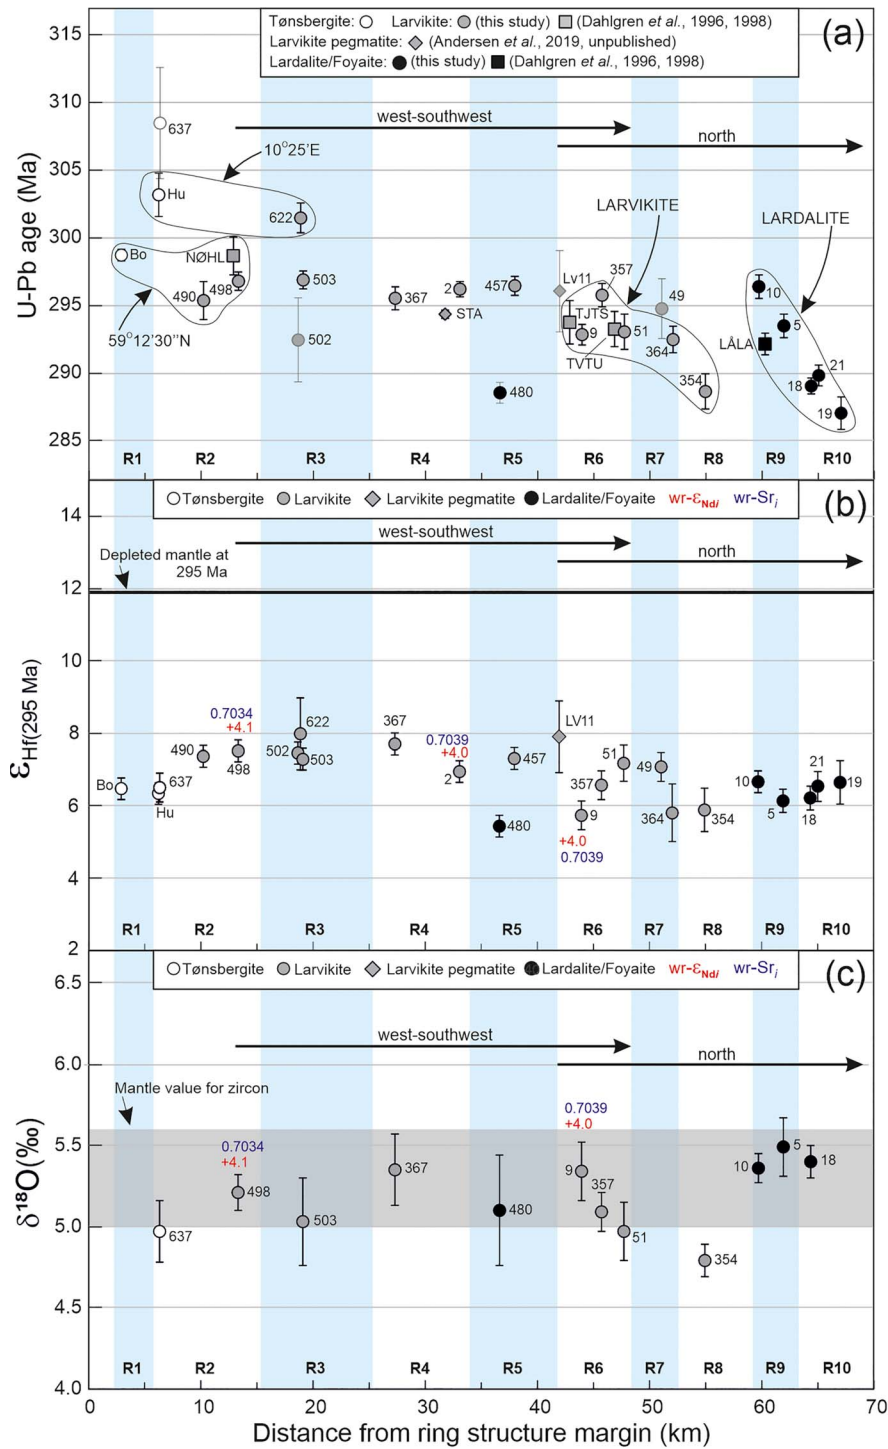 Tønsbergite: Larvikite: (this study) (Dahlgren et al., 1996, 1998)
Larvikite pegmatite: (Andersen et al., 2019, unpublished)
Lardalite/Foyaite: (this study) (Dahlgren et al., 1996, 1998)
(a)
U-Pb age (Ma)
315
310
305
300
295
290
285
west-southwest
north
637
10°25'E
Hu
622
LARVIKITE
LARDALITE
Bo
NØHL
490
498
503
367
2
STA
457
Lv11
357
49
10
TJTS
9
51
5
LÅLA
59°12'30''N
502
TVTU
364
354
21
18
480
19
R1 R2 R3 R4 R5 R6 R7 R8 R9 R10
Tønsbergite Larvikite Larvikite pegmatite Lardalite/Foyaite wr-εNdi wr-Sri
(b)
εHf(295 Ma)
14
12
10
8
6
4
2
west-southwest
north
Depleted mantle at
295 Ma
0.7034
+4.1
622
367
0.7039
+4.0
LV11
490
498
502
503
2
457
51
49
21
Bo
637
Hu
357
10
19
480
9
364
354
5
18
+4.0
0.7039
R1 R2 R3 R4 R5 R6 R7 R8 R9 R10
Tønsbergite Larvikite Larvikite pegmatite Lardalite/Foyaite wr-εNdi wr-Sri
(c)
δ18O(‰)
6.5
6.0
5.5
5.0
4.5
4.0
west-southwest
north
Mantle value for zircon
0.7034
+4.1
0.7039
+4.0
637
498
503
367
480
9
357
51
354
10
5
18
R1 R2 R3 R4 R5 R6 R7 R8 R9 R10
0 10 20 30 40 50 60 70
Distance from ring structure margin (km)